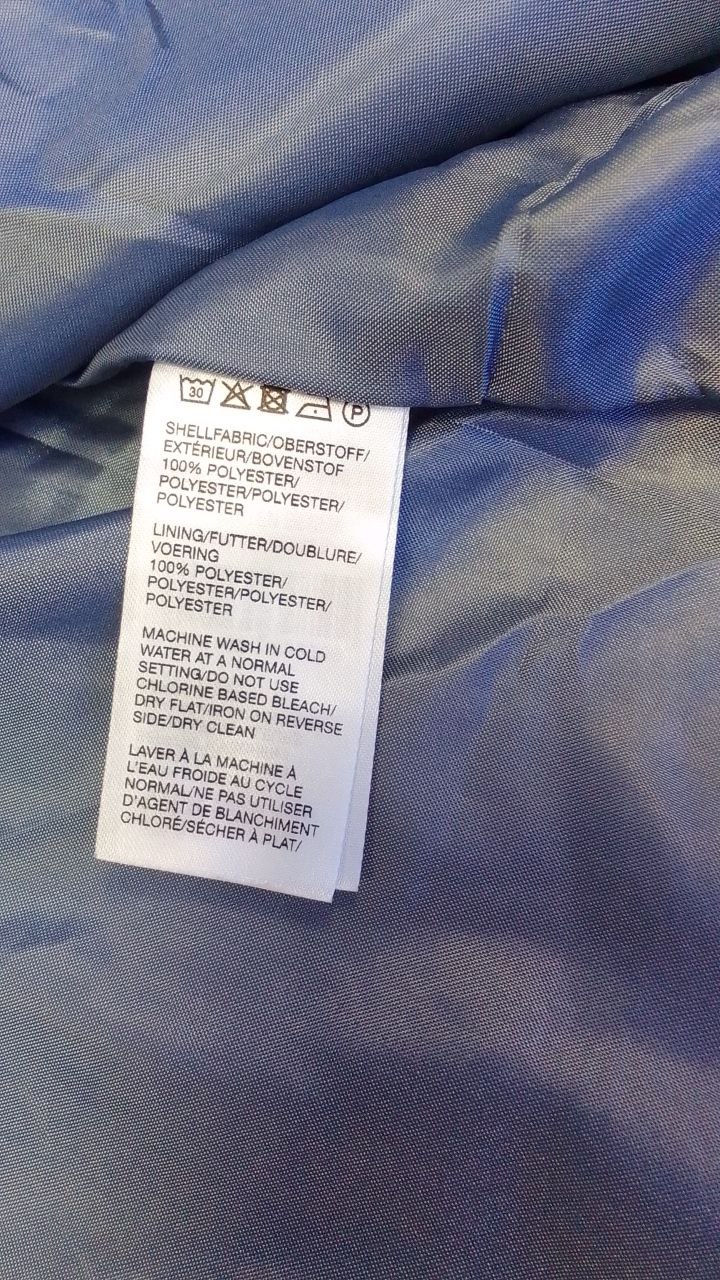 30 P
SHELLFABRIC/OBERSTOFF/
EXTÉRIEUR/BOVENSTOF
100% POLYESTER/
POLYESTER/POLYESTER/
POLYESTER
LINING/FUTTER/DOUBLURE/
VOERING
100% POLYESTER/
POLYESTER/POLYESTER/
POLYESTER
MACHINE WASH IN COLD
WATER AT A NORMAL
SETTING/DO NOT USE
CHLORINE BASED BLEACH/
DRY FLAT/IRON ON REVERSE
SIDE/DRY CLEAN
LAVER À LA MACHINE À
L'EAU FROIDE AU CYCLE
NORMAL/NE PAS UTILISER
D'AGENT DE BLANCHIMENT
CHLORÉ/SÉCHER À PLAT/